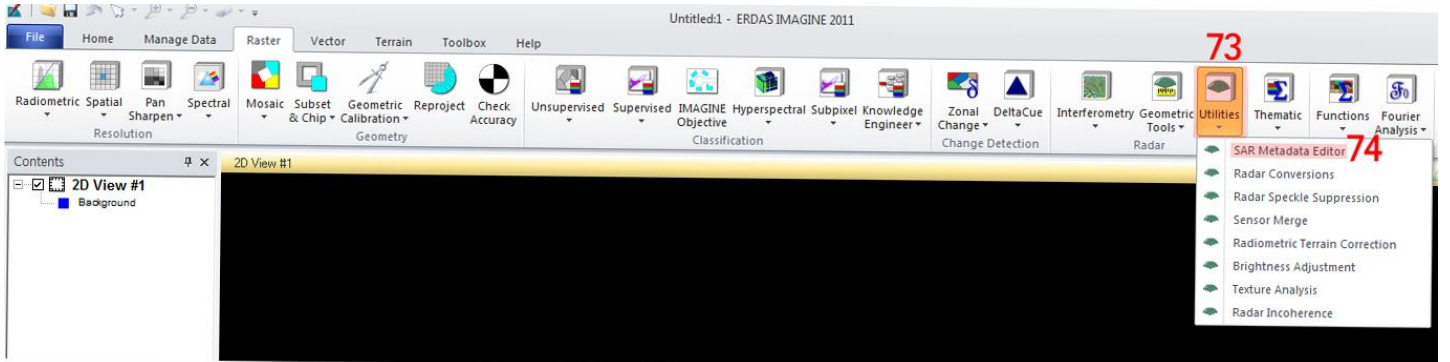 Untitled:1 - ERDAS IMAGINE 2011
File Home Manage Data Raster Vector Terrain Toolbox Help
73
Radiometric Spatial Pan Sharpen Spectral Mosaic Subset & Chip Geometric Calibration Reproject Check Accuracy Unsupervised Supervised IMAGINE Objective Hyperspectral Subpixel Knowledge Engineer Zonal Change DeltaCue Interferometry Geometric Tools Utilities Thematic Functions Fourier Analysis
Resolution Geometry Classification Change Detection Radar
Contents
2D View #1
2D View #1
Background
SAR Metadata Editor 74
Radar Conversions
Radar Speckle Suppression
Sensor Merge
Radiometric Terrain Correction
Brightness Adjustment
Texture Analysis
Radar Incoherence